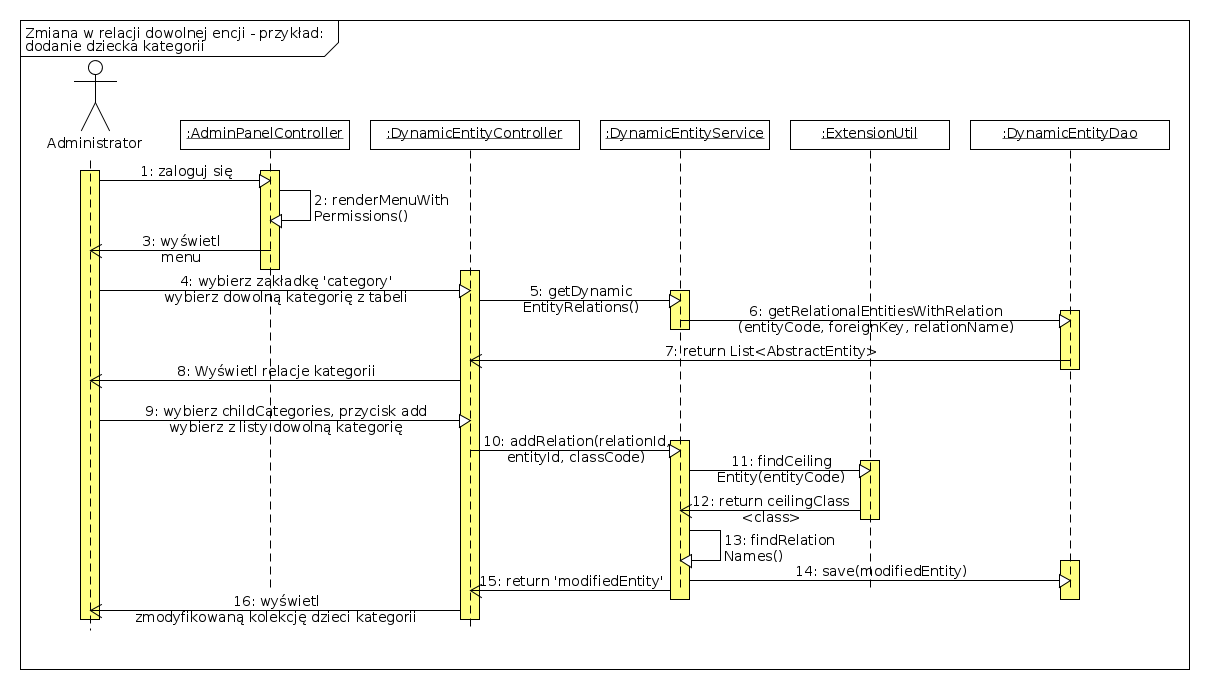 Zmiana w relacji dowolnej encji - przykład:
dodanie dziecka kategorii
Administrator
:AdminPanelController
:DynamicEntityController
:DynamicEntityService
:ExtensionUtil
:DynamicEntityDao
1: zaloguj się
2: renderMenuWith
Permissions()
3: wyświetl
menu
4: wybierz zakładkę 'category'
wybierz dowolną kategorię z tabeli
5: getDynamic
EntityRelations()
6: getRelationalEntitiesWithRelation
(entityCode, foreignKey, relationName)
7: return List<AbstractEntity>
8: Wyświetl relacje kategorii
9: wybierz childCategories, przycisk add
wybierz z listy dowolną kategorię
10: addRelation(relationId,
entityId, classCode)
11: findCeiling
Entity(entityCode)
12: return ceilingClass
<class>
13: findRelation
Names()
14: save(modifiedEntity)
15: return 'modifiedEntity'
16: wyświetl
zmodyfikowaną kolekcję dzieci kategorii